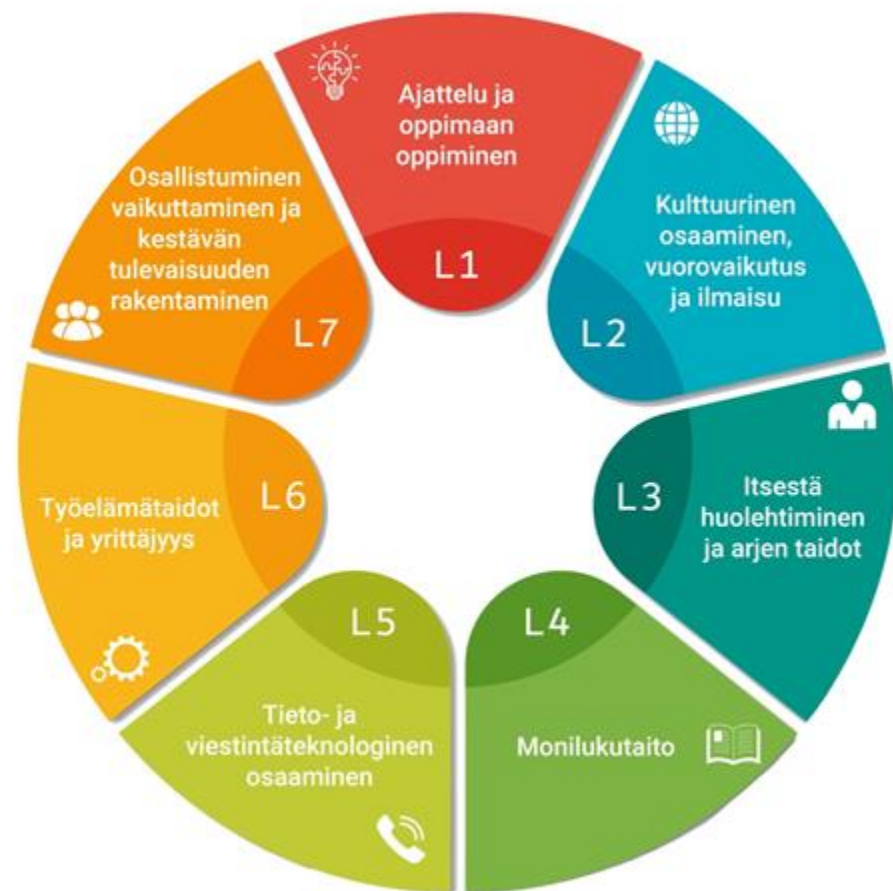 Ajattelu ja
oppimaan
oppiminen
L1
Kulttuurinen
osaaminen,
vuorovaikutus
ja ilmaisu
L2
Itsestä
huolehtiminen
ja arjen taidot
L3
Monilukutaito
L4
Tieto- ja
viestintäteknologinen
osaaminen
L5
Työelämätaidot
ja yrittäjyys
L6
Osallistuminen
vaikuttaminen ja
kestävän
tulevaisuuden
rakentaminen
L7